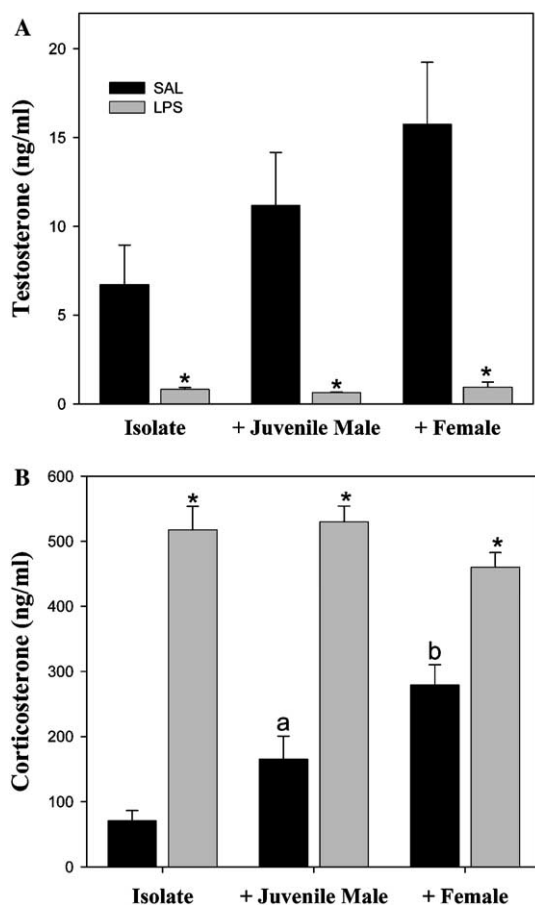 A
Testosterone (ng/ml)
20
15
10
5
0
SAL
LPS
*
*
*
Isolate
+ Juvenile Male
+ Female
B
Corticosterone (ng/ml)
600
500
400
300
200
100
0
*
*
*
a
b
Isolate
+ Juvenile Male
+ Female